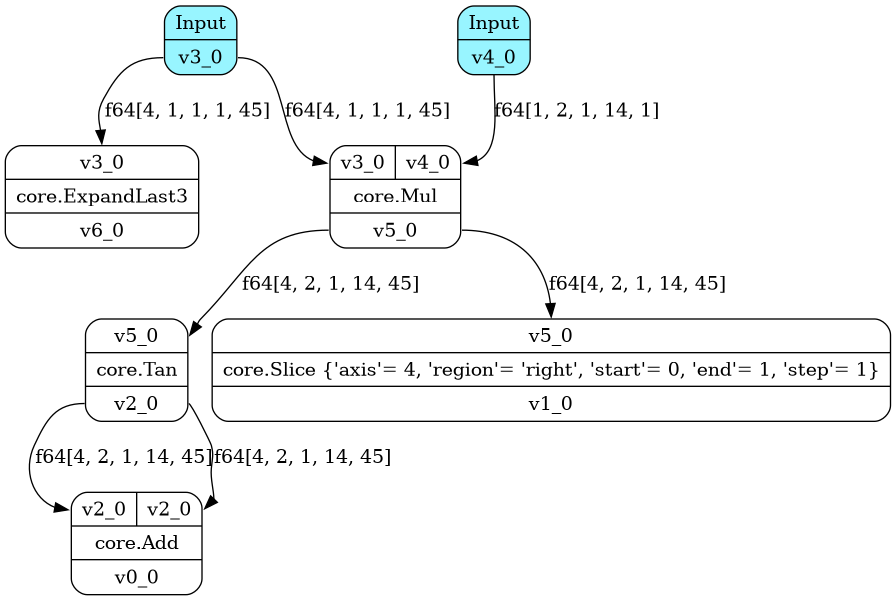 Input
v3_0
Input
v4_0
f64[4, 1, 1, 1, 45]
f64[4, 1, 1, 1, 45]
f64[1, 2, 1, 14, 1]
v3_0
core.ExpandLast3
v6_0
v3_0 v4_0
core.Mul
v5_0
f64[4, 2, 1, 14, 45]
f64[4, 2, 1, 14, 45]
v5_0
core.Tan
v2_0
v5_0
core.Slice {'axis'= 4, 'region'= 'right', 'start'= 0, 'end'= 1, 'step'= 1}
v1_0
f64[4, 2, 1, 14, 45]
f64[4, 2, 1, 14, 45]
v2_0 v2_0
core.Add
v0_0